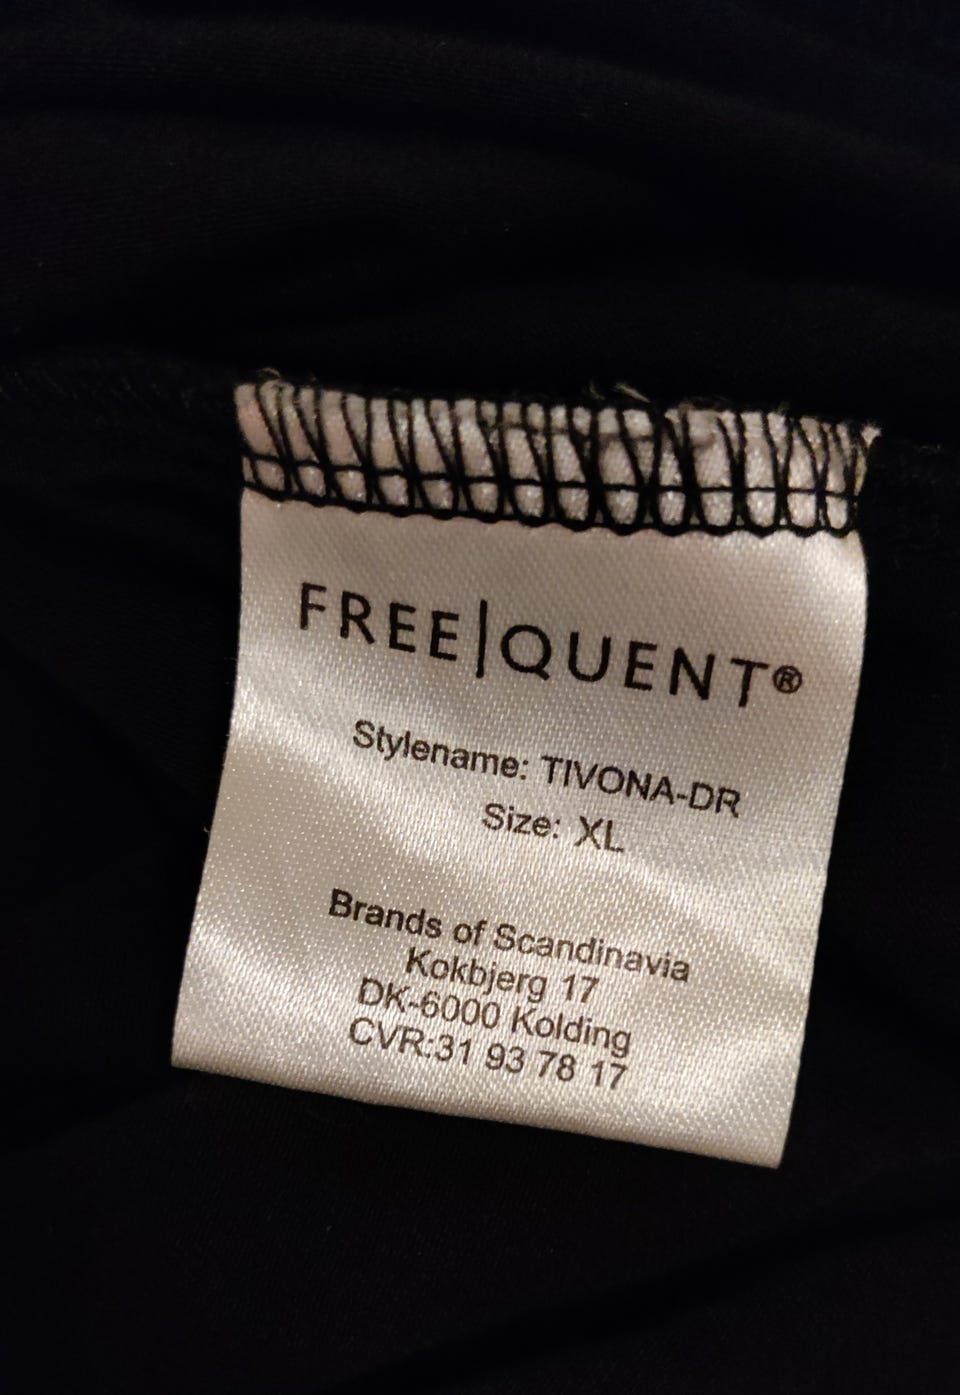 FREE|QUENT®
Stylename: TIVONA-DR
Size: XL
Brands of Scandinavia
Kokbjerg 17
DK-6000 Kolding
CVR:31 93 78 17